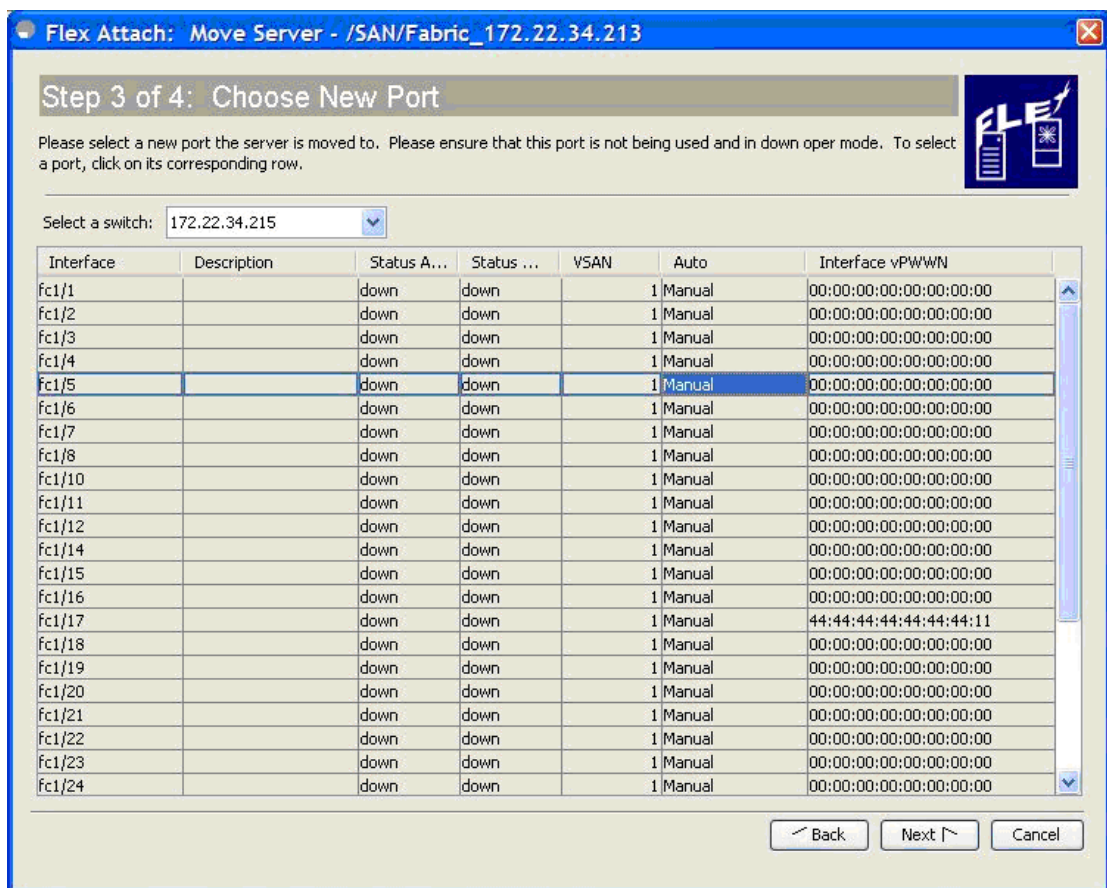 Flex Attach: Move Server - /SAN/Fabric_172.22.34.213
Step 3 of 4: Choose New Port
FLEX
Please select a new port the server is moved to. Please ensure that this port is not being used and in down oper mode. To select
a port, click on its corresponding row.
Select a switch: 172.22.34.215
Interface Description Status A... Status ... VSAN Auto Interface vPWWN
fc1/1 down down 1 Manual 00:00:00:00:00:00:00:00
fc1/2 down down 1 Manual 00:00:00:00:00:00:00:00
fc1/3 down down 1 Manual 00:00:00:00:00:00:00:00
fc1/4 down down 1 Manual 00:00:00:00:00:00:00:00
fc1/5 down down 1 Manual 00:00:00:00:00:00:00:00
fc1/6 down down 1 Manual 00:00:00:00:00:00:00:00
fc1/7 down down 1 Manual 00:00:00:00:00:00:00:00
fc1/8 down down 1 Manual 00:00:00:00:00:00:00:00
fc1/10 down down 1 Manual 00:00:00:00:00:00:00:00
fc1/11 down down 1 Manual 00:00:00:00:00:00:00:00
fc1/12 down down 1 Manual 00:00:00:00:00:00:00:00
fc1/14 down down 1 Manual 00:00:00:00:00:00:00:00
fc1/15 down down 1 Manual 00:00:00:00:00:00:00:00
fc1/16 down down 1 Manual 00:00:00:00:00:00:00:00
fc1/17 down down 1 Manual 44:44:44:44:44:44:44:11
fc1/18 down down 1 Manual 00:00:00:00:00:00:00:00
fc1/19 down down 1 Manual 00:00:00:00:00:00:00:00
fc1/20 down down 1 Manual 00:00:00:00:00:00:00:00
fc1/21 down down 1 Manual 00:00:00:00:00:00:00:00
fc1/22 down down 1 Manual 00:00:00:00:00:00:00:00
fc1/23 down down 1 Manual 00:00:00:00:00:00:00:00
fc1/24 down down 1 Manual 00:00:00:00:00:00:00:00
Back Next Cancel